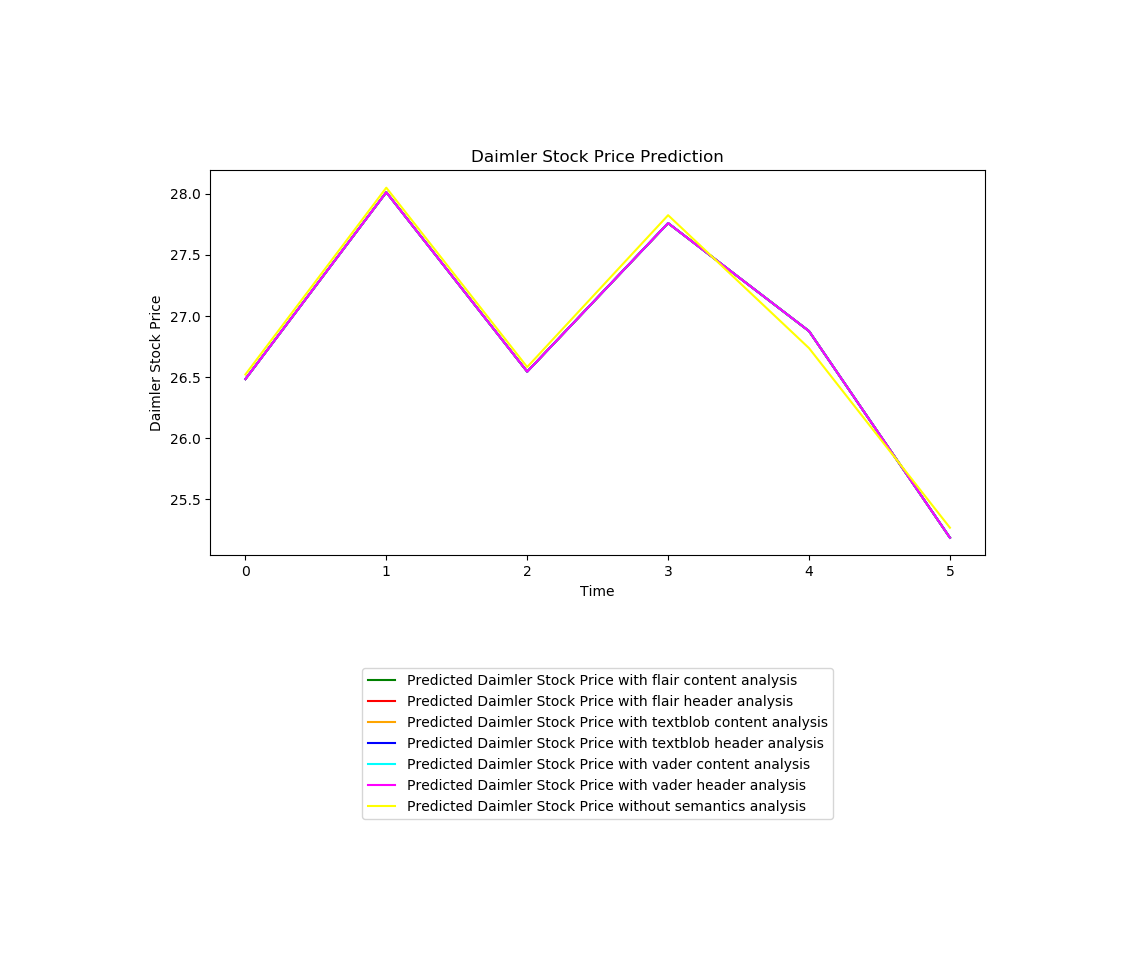 Daimler Stock Price Prediction
28.0
27.5
27.0
26.5
26.0
25.5
Daimler Stock Price
0 1 2 3 4 5
Time
Predicted Daimler Stock Price with flair content analysis
Predicted Daimler Stock Price with flair header analysis
Predicted Daimler Stock Price with textblob content analysis
Predicted Daimler Stock Price with textblob header analysis
Predicted Daimler Stock Price with vader content analysis
Predicted Daimler Stock Price with vader header analysis
Predicted Daimler Stock Price without semantics analysis